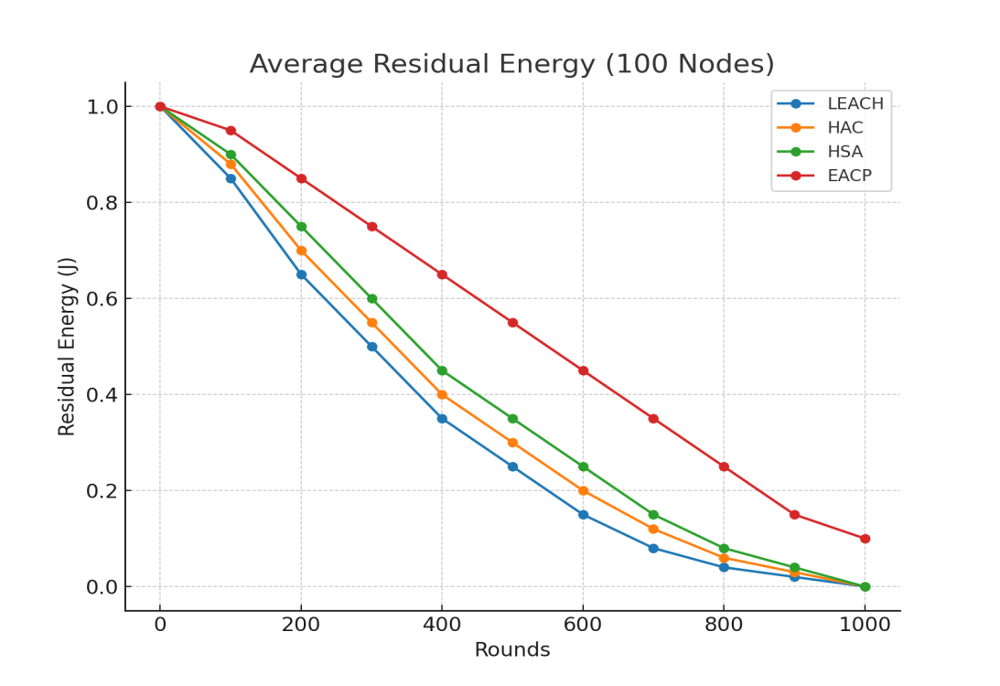 Average Residual Energy (100 Nodes)
LEACH
HAC
HSA
EACP
Residual Energy (J)
1.0
0.8
0.6
0.4
0.2
0.0
0 200 400 600 800 1000
Rounds